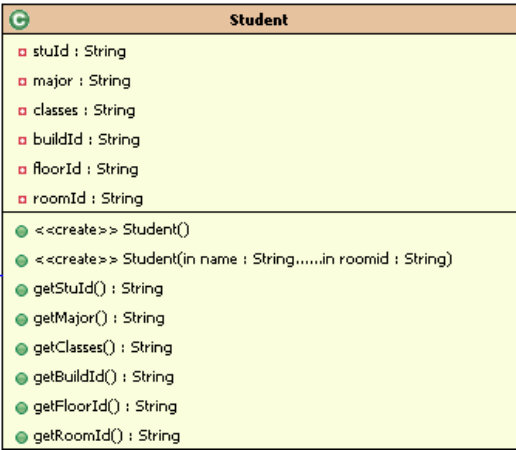 C Student
stuId : String
major : String
classes : String
buildId : String
floorId : String
roomId : String
<<create>> Student()
<<create>> Student(in name : String......in roomid : String)
getStuId() : String
getMajor() : String
getClasses() : String
getBuildId() : String
getFloorId() : String
getRoomId() : String